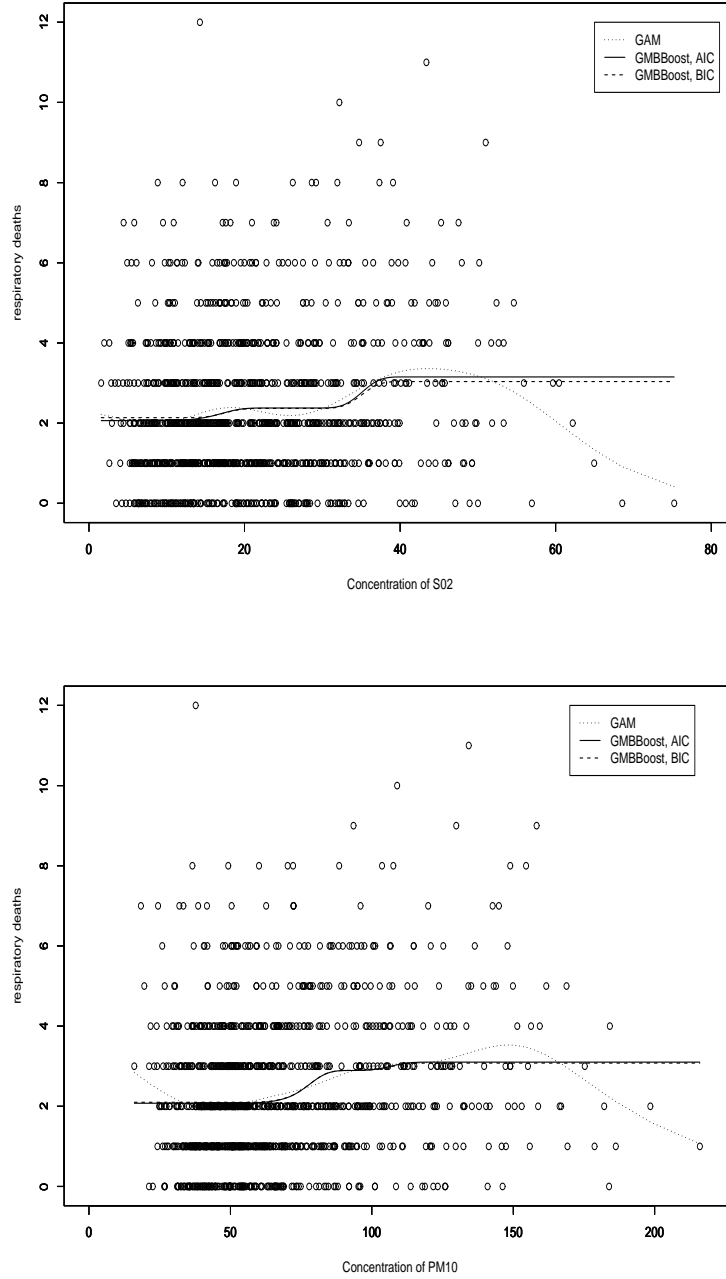 12
10
8
6
4
2
0
respiratory deaths
GAM
GMBBoost, AIC
GMBBoost, BIC
0 20 40 60 80
Concentration of S02
12
10
8
6
4
2
0
respiratory deaths
GAM
GMBBoost, AIC
GMBBoost, BIC
0 50 100 150 200
Concentration of PM10